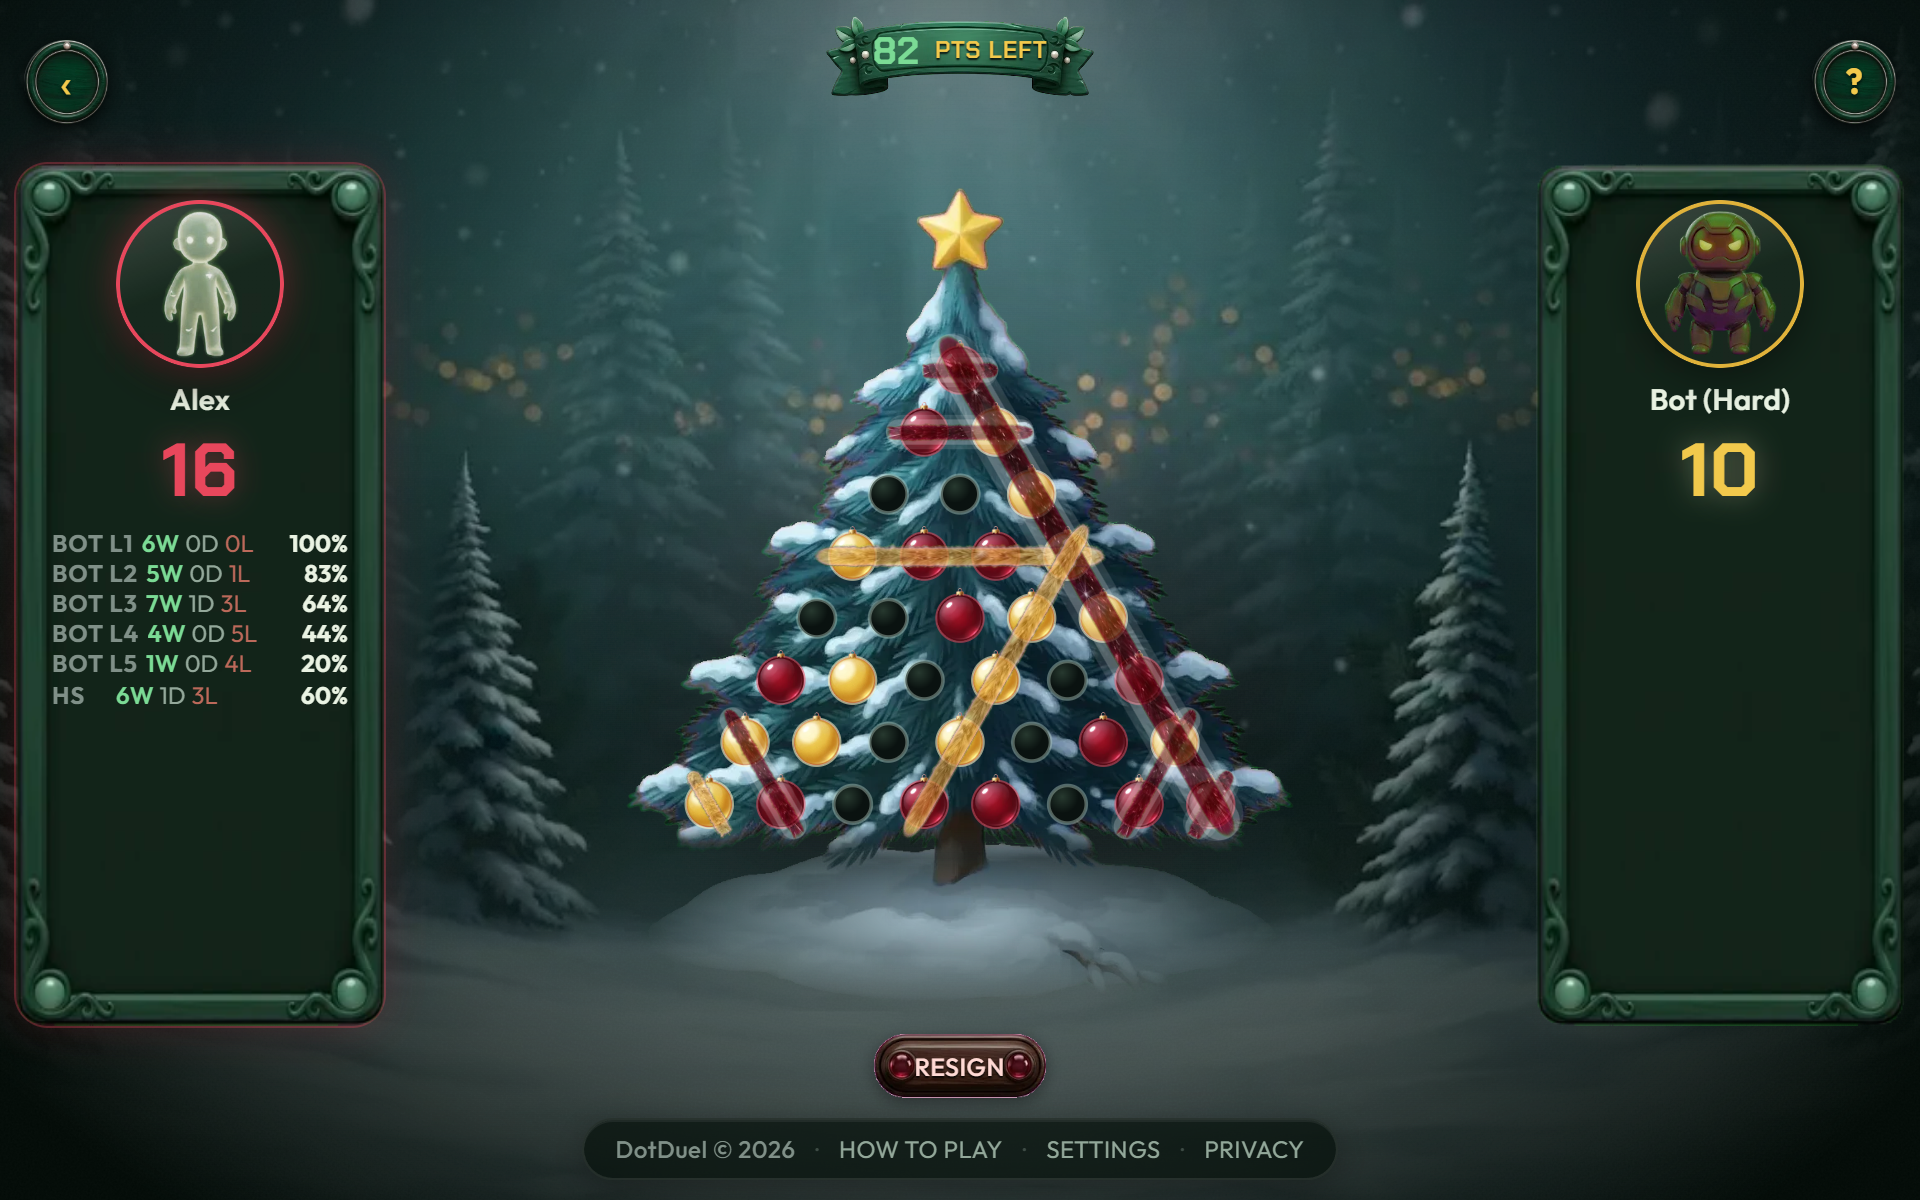 82 PTS LEFT
‹
?
Alex
16
BOT L1 6W 0D 0L 100%
BOT L2 5W 0D 1L 83%
BOT L3 7W 1D 3L 64%
BOT L4 4W 0D 5L 44%
BOT L5 1W 0D 4L 20%
HS 6W 1D 3L 60%
Bot (Hard)
10
RESIGN
DotDuel © 2026 · HOW TO PLAY · SETTINGS · PRIVACY